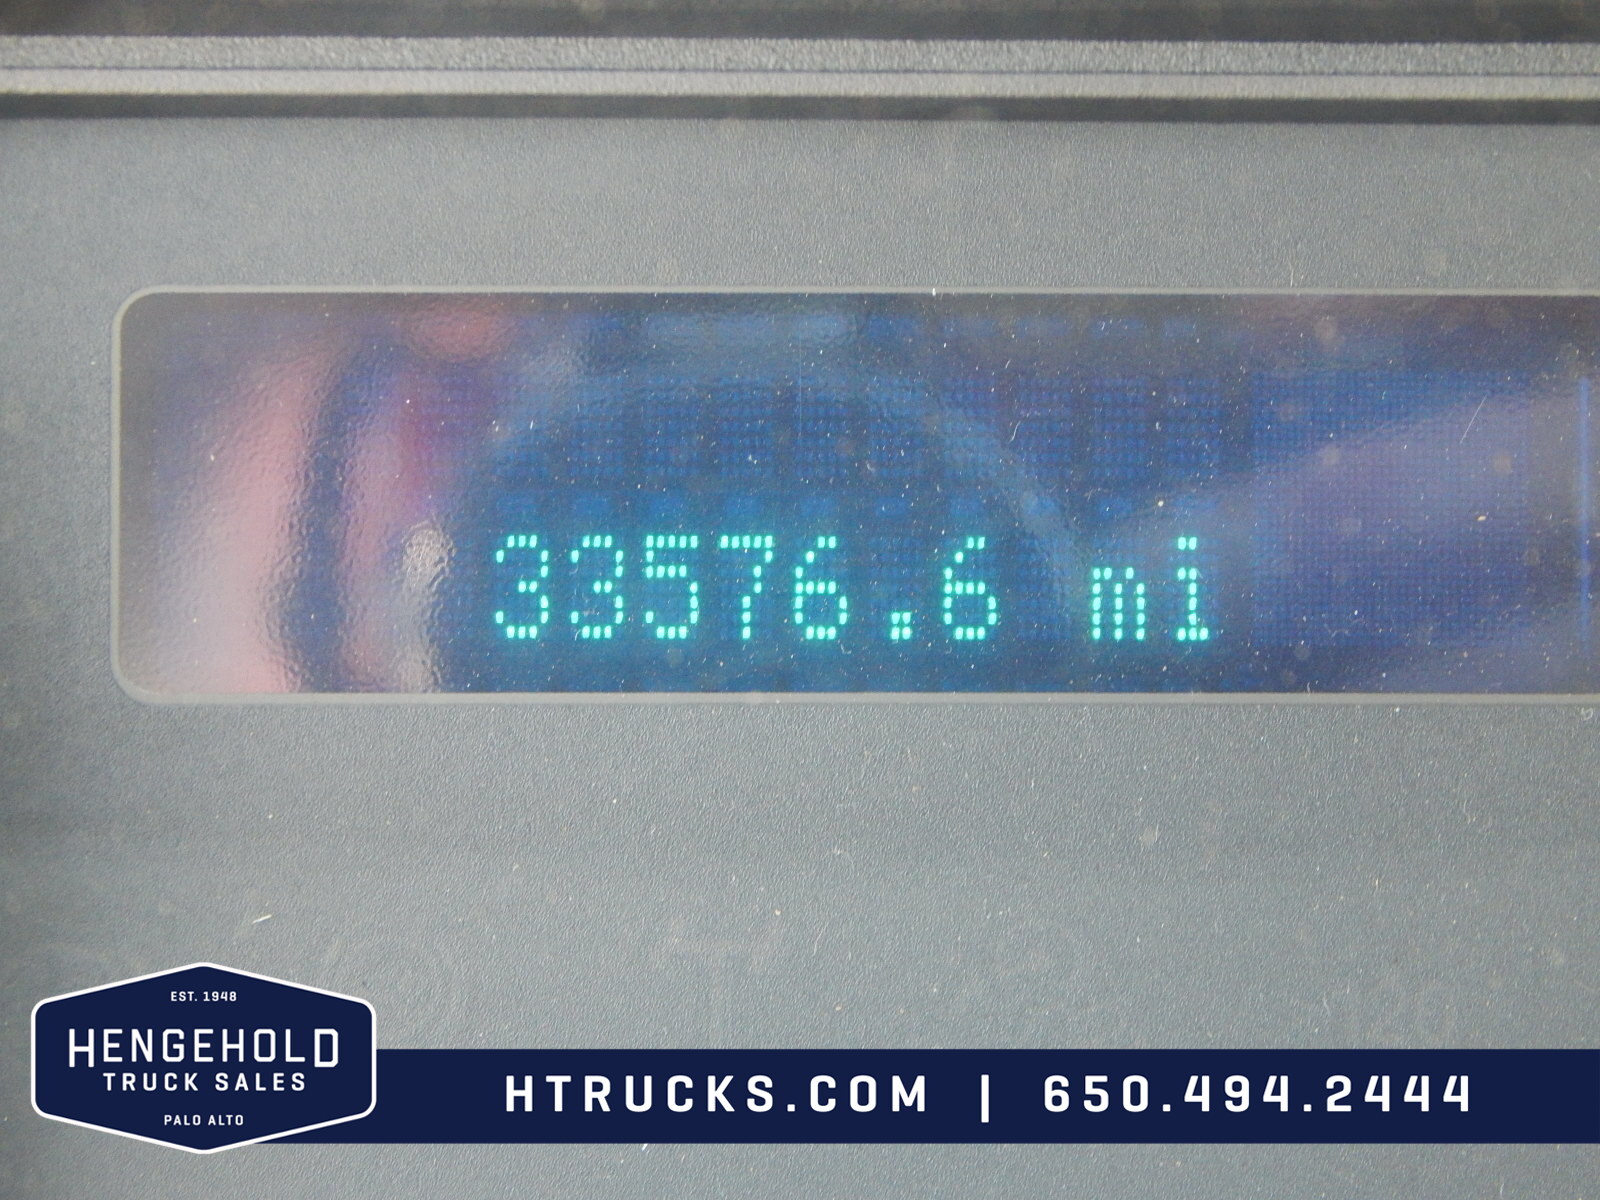 33576.6 mi
EST. 1948
HENGEHOLD
TRUCK SALES
PALO ALTO
HTRUCKS.COM | 650.494.2444